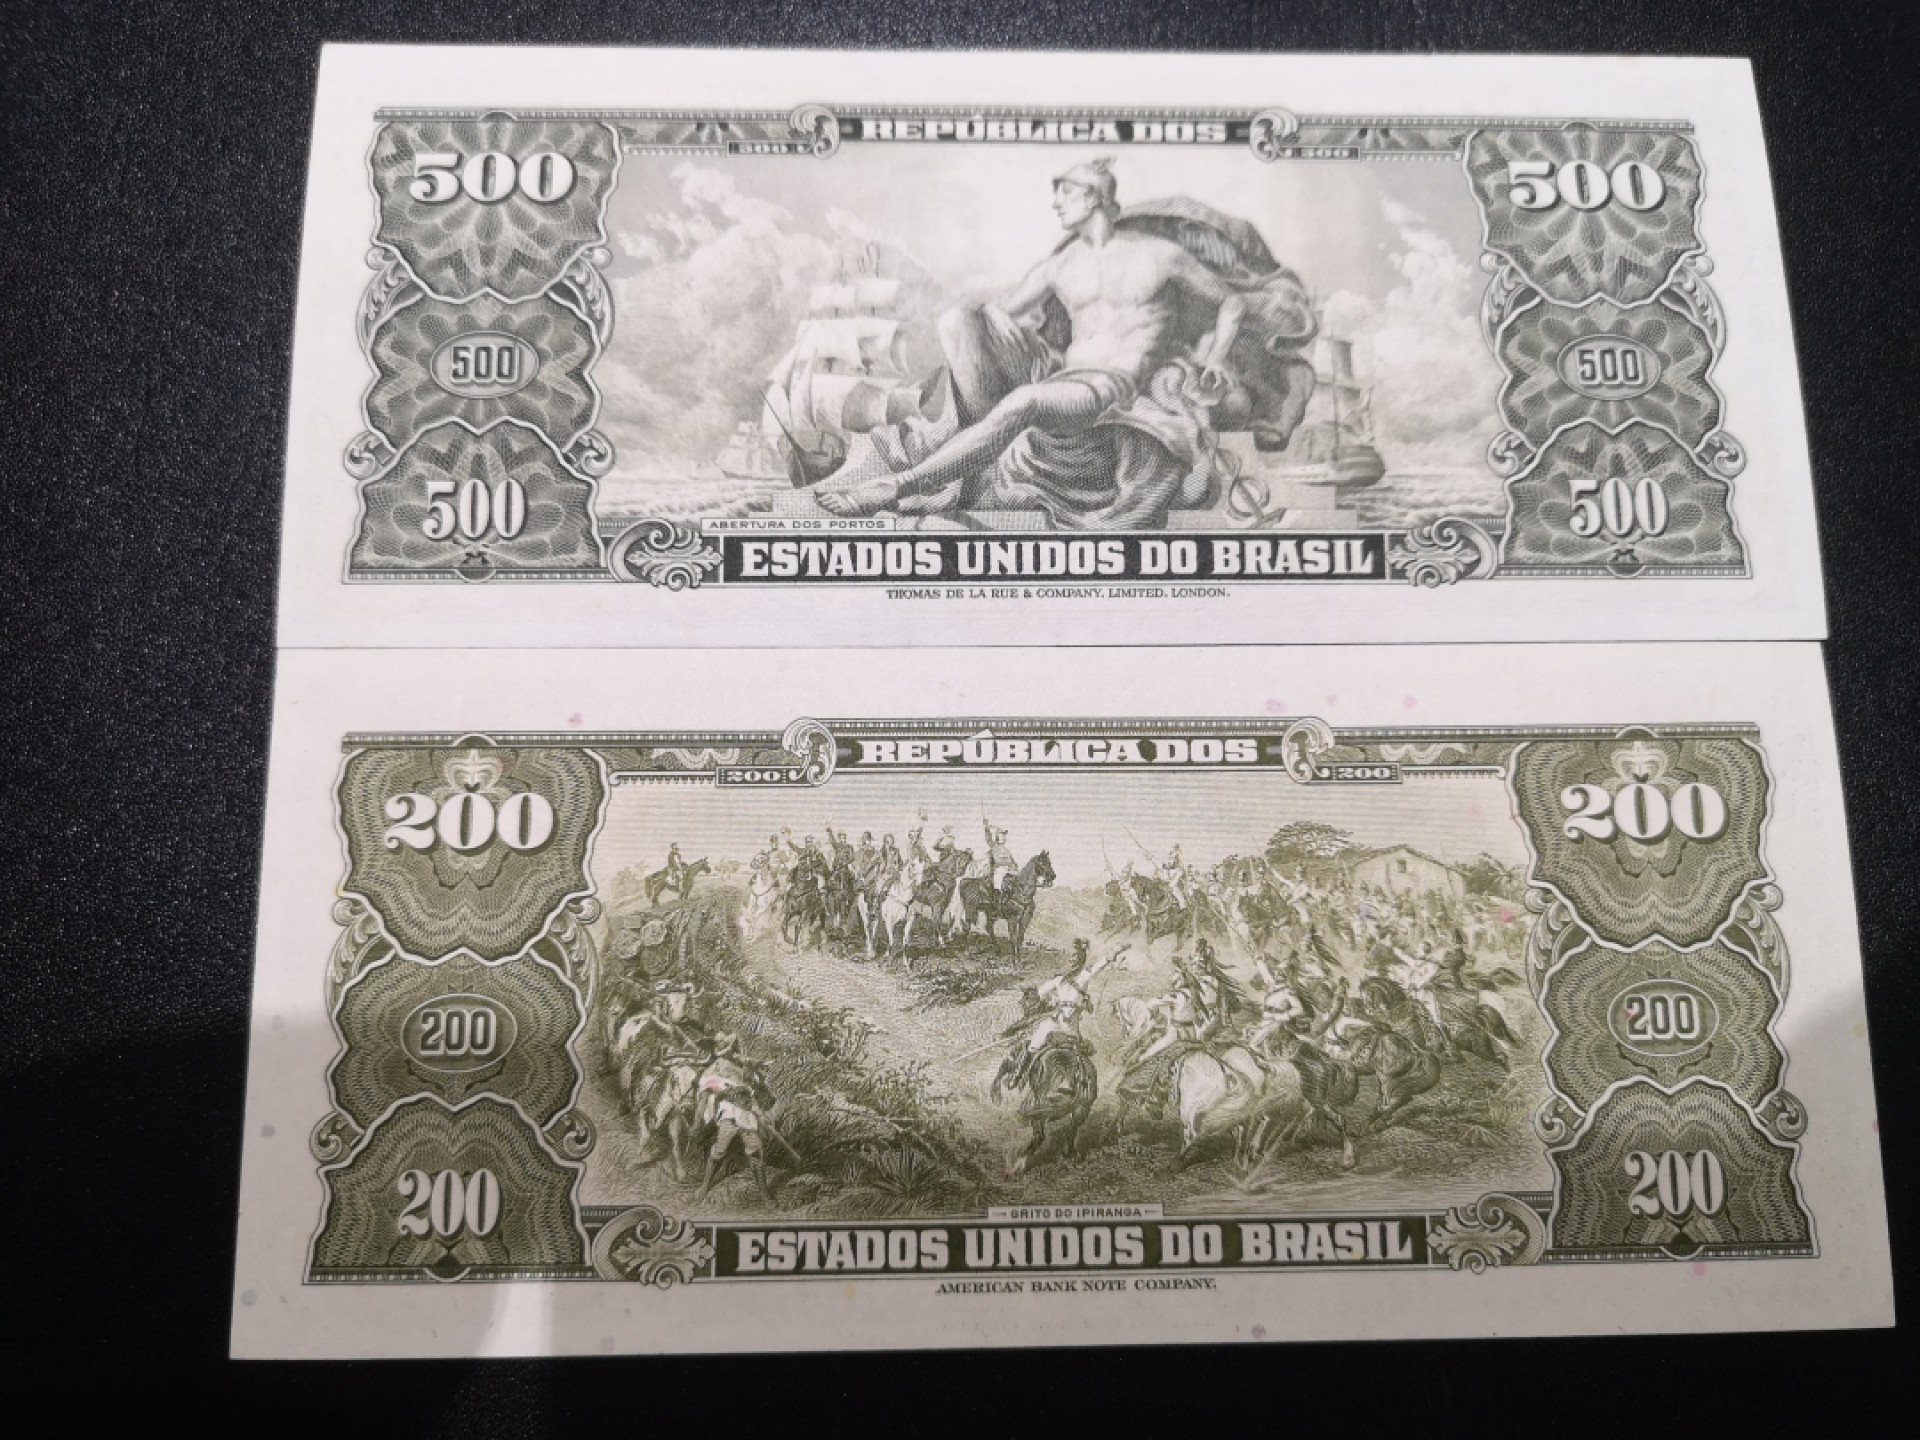 REPÚBLICA DOS
500 500
500 500
500 500
500 500
ABERTURA DOS PORTOS
ESTADOS UNIDOS DO BRASIL
THOMAS DE LA RUE & COMPANY, LIMITED, LONDON.
REPÚBLICA DOS
200 200
200 200
200 200
200 200
GRITO DO IPIRANGA
ESTADOS UNIDOS DO BRASIL
AMERICAN BANK NOTE COMPANY.